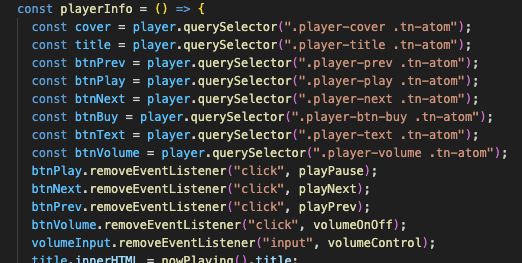 const playerInfo = () => {
const cover = player.querySelector(".player-cover .tn-atom");
const title = player.querySelector(".player-title .tn-atom");
const btnPrev = player.querySelector(".player-prev .tn-atom");
const btnPlay = player.querySelector(".player-play .tn-atom");
const btnNext = player.querySelector(".player-next .tn-atom");
const btnBuy = player.querySelector(".player-btn-buy .tn-atom");
const btnText = player.querySelector(".player-text .tn-atom");
const btnVolume = player.querySelector(".player-volume .tn-atom");
btnPlay.removeEventListener("click", playPause);
btnNext.removeEventListener("click", playNext);
btnPrev.removeEventListener("click", playPrev);
btnVolume.removeEventListener("click", volumeOnOff);
volumeInput.removeEventListener("input", volumeControl);
title.innerHTML = nowPlaying().title;